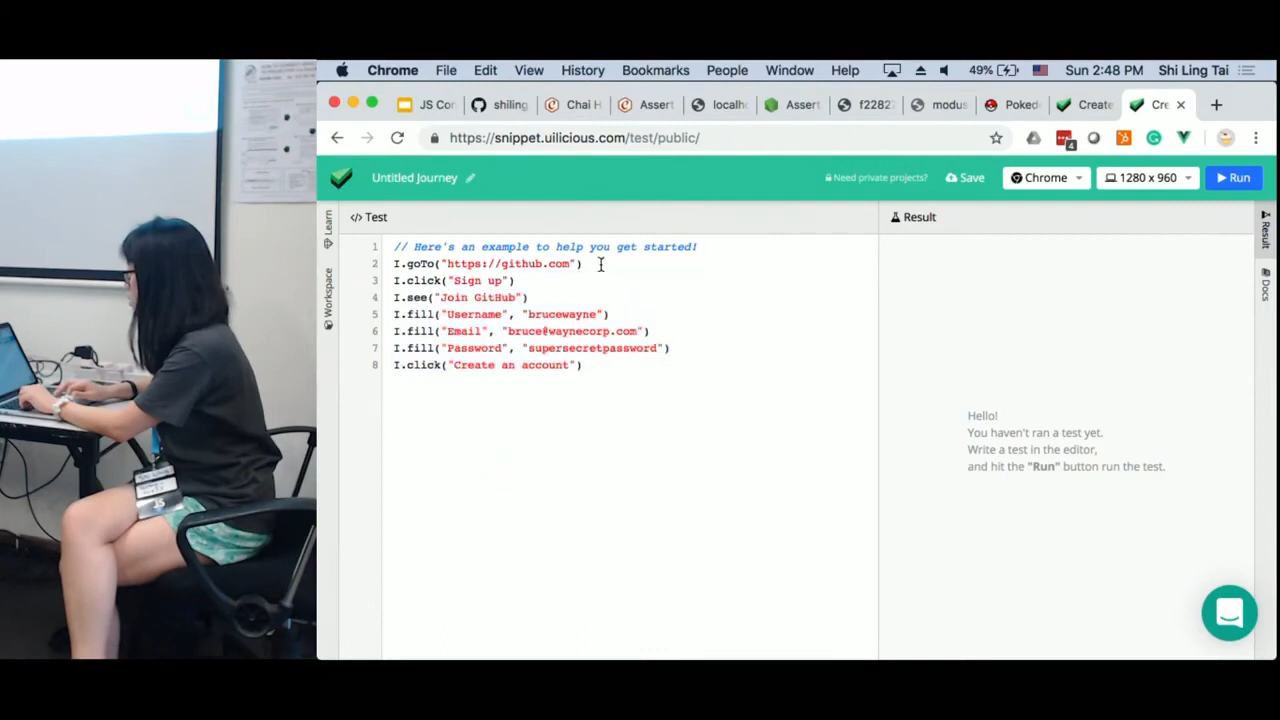 Chrome File Edit View History Bookmarks People Window Help 49% Sun 2:48 PM Shi Ling Tai
JS Cor shiling Chai H Assert localh Assert f2282 modus Poked Create Cre
https://snippet.uilicious.com/test/public/
4
Untitled Journey Need private projects? Save Chrome 1280 x 960 Run
Learn
Workspace
</> Test
Result
Result
Docs
1 // Here's an example to help you get started!
2 I.goTo("https://github.com")
3 I.click("Sign up")
4 I.see("Join GitHub")
5 I.fill("Username", "brucewayne")
6 I.fill("Email", "bruce@waynecorp.com")
7 I.fill("Password", "supersecretpassword")
8 I.click("Create an account")
Hello!
You haven't ran a test yet.
Write a test in the editor,
and hit the "Run" button run the test.